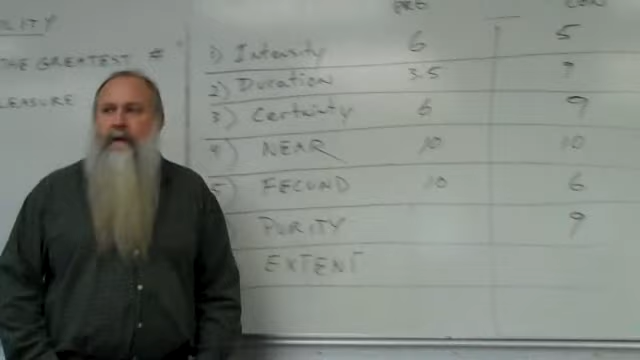 ILITY
THE GREATEST #
LEASURE
PRO CON
1) Intensity 6 5
2) Duration 3.5 ?
3) Certainty 6 9
4) NEAR 10 10
5) FECUND 10 6
PURITY 9
EXTENT